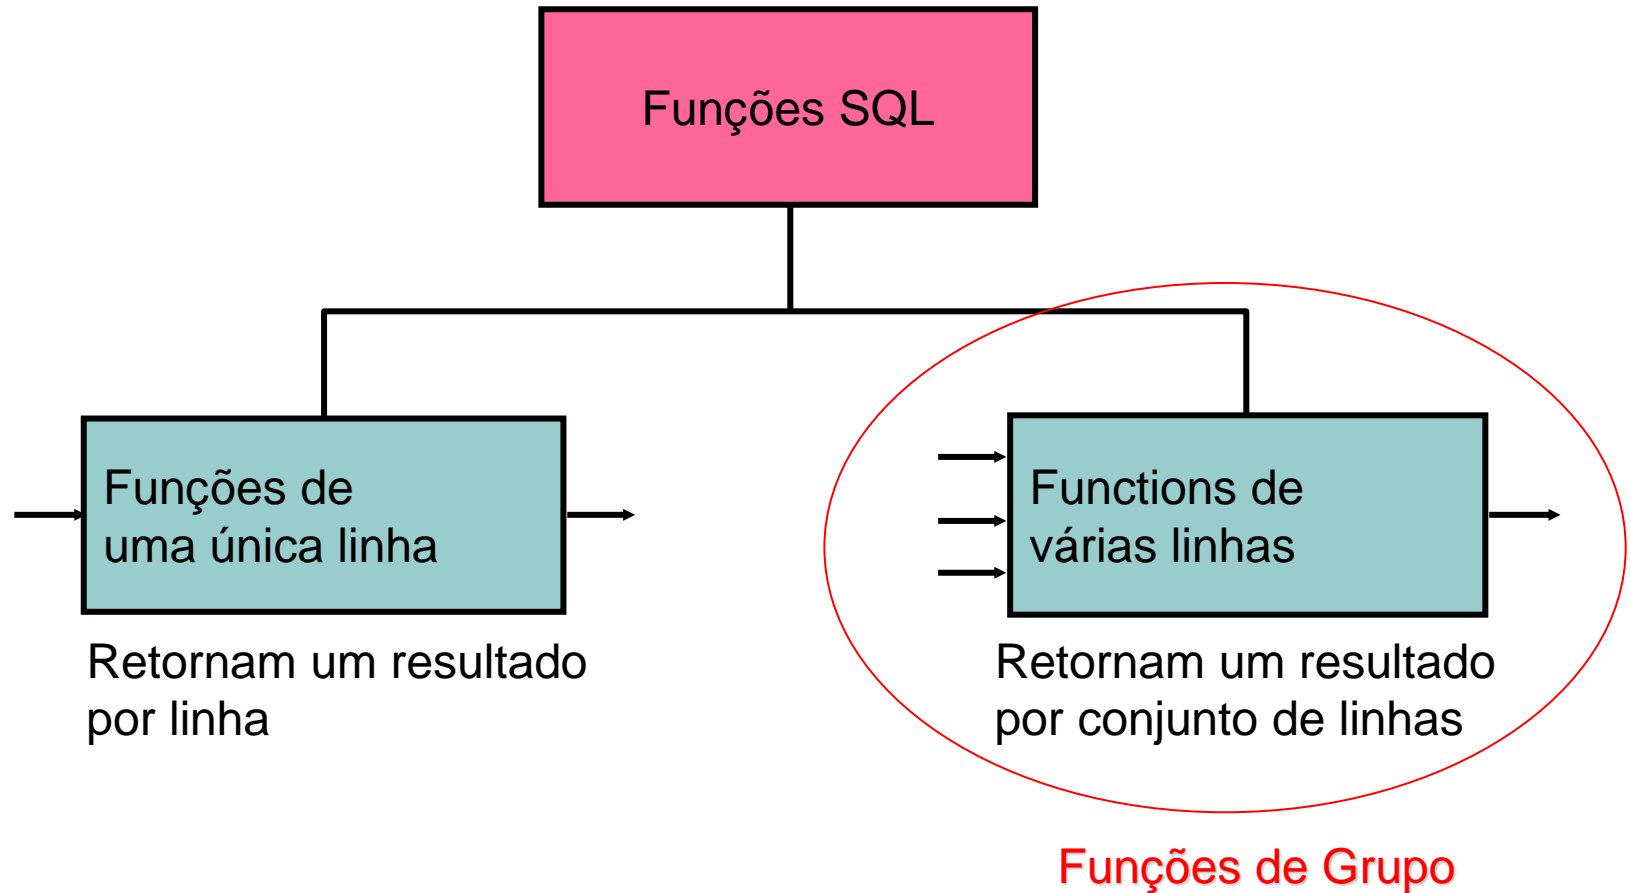 Funções SQL
Funções de
uma única linha
Functions de
várias linhas
Retornam um resultado
por linha
Retornam um resultado
por conjunto de linhas
Funções de Grupo